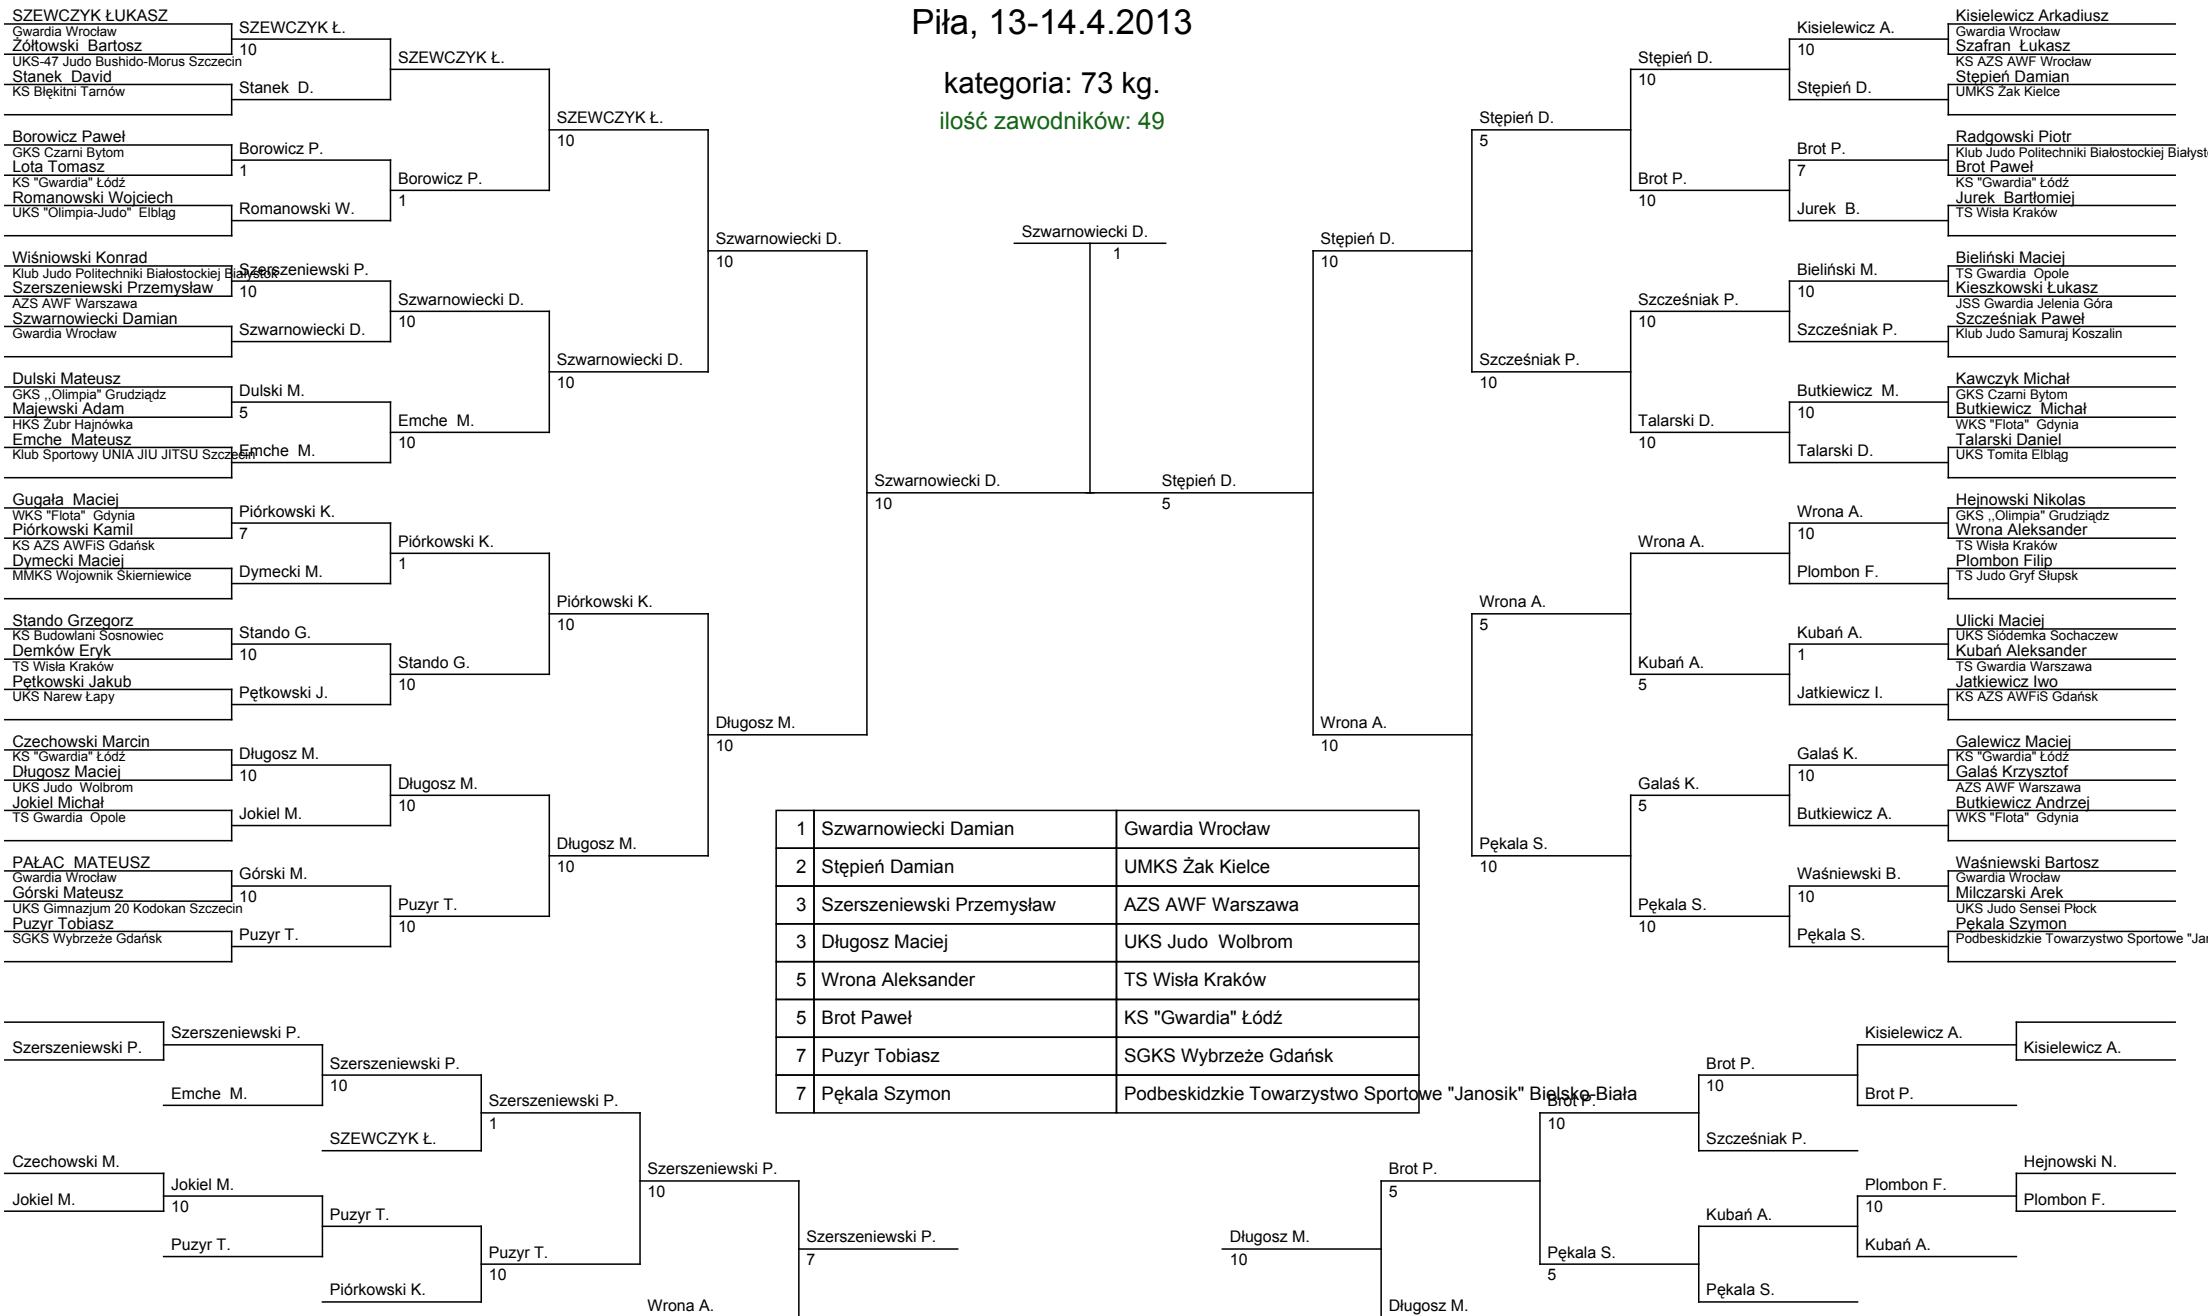 Piła, 13-14.4.2013
kategoria: 73 kg.
ilość zawodników: 49
SZEWCZYK ŁUKASZ
Gwardia Wrocław
Żółtowski Bartosz
UKS-47 Judo Bushido-Morus Szczecin
Stanek David
KS Błękitni Tarnów
Borowicz Paweł
GKS Czarni Bytom
Lota Tomasz
KS "Gwardia" Łódź
Romanowski Wojciech
UKS "Olimpia-Judo" Elbląg
Wiśniowski Konrad
Klub Judo Politechniki Białostockiej Białystok
Szerszeniewski Przemysław
AZS AWF Warszawa
Szwarnowiecki Damian
Gwardia Wrocław
Dulski Mateusz
GKS ,,Olimpia" Grudziądz
Majewski Adam
HKS Żubr Hajnówka
Emche Mateusz
Klub Sportowy UNIA JIU JITSU Szczecin
Gugała Maciej
WKS "Flota" Gdynia
Piórkowski Kamil
KS AZS AWFiS Gdańsk
Dymecki Maciej
MMKS Wojownik Skierniewice
Stando Grzegorz
KS Budowlani Sosnowiec
Demków Eryk
TS Wisła Kraków
Pętkowski Jakub
UKS Narew Łapy
Czechowski Marcin
KS "Gwardia" Łódź
Długosz Maciej
UKS Judo Wolbrom
Jokiel Michał
TS Gwardia Opole
PAŁAC MATEUSZ
Gwardia Wrocław
Górski Mateusz
UKS Gimnazjum 20 Kodokan Szczecin
Puzyr Tobiasz
SGKS Wybrzeże Gdańsk
SZEWCZYK Ł.
10
Stanek D.
Borowicz P.
1
Romanowski W.
Szerszeniewski P.
10
Szwarnowiecki D.
Dulski M.
5
Emche M.
Piórkowski K.
7
Dymecki M.
Stando G.
10
Pętkowski J.
Długosz M.
10
Jokiel M.
Górski M.
10
Puzyr T.
SZEWCZYK Ł.
Borowicz P.
1
Szwarnowiecki D.
10
Emche M.
10
Piórkowski K.
1
Stando G.
10
Długosz M.
10
Puzyr T.
10
SZEWCZYK Ł.
10
Szwarnowiecki D.
10
Piórkowski K.
10
Długosz M.
10
Szwarnowiecki D.
10
Długosz M.
10
Szwarnowiecki D.
10
Szwarnowiecki D.
1
Stępień D.
5
Stępień D.
10
Wrona A.
10
Stępień D.
5
Szcześniak P.
10
Wrona A.
5
Pękala S.
10
Stępień D.
10
Brot P.
10
Szcześniak P.
10
Talarski D.
10
Wrona A.
Kubań A.
5
Galaś K.
5
Pękala S.
10
Kisielewicz A.
10
Stępień D.
Brot P.
7
Jurek B.
Bieliński M.
10
Szcześniak P.
Butkiewicz M.
10
Talarski D.
Wrona A.
10
Plombon F.
Kubań A.
1
Jatkiewicz I.
Galaś K.
10
Butkiewicz A.
Waśniewski B.
10
Pękala S.
Kisielewicz Arkadiusz
Gwardia Wrocław
Szafran Łukasz
KS AZS AWF Wrocław
Stępień Damian
UMKS Żak Kielce
Radgowski Piotr
Klub Judo Politechniki Białostockiej Białyst
Brot Paweł
KS "Gwardia" Łódź
Jurek Bartłomiej
TS Wisła Kraków
Bieliński Maciej
TS Gwardia Opole
Kieszkowski Łukasz
JSS Gwardia Jelenia Góra
Szcześniak Paweł
Klub Judo Samuraj Koszalin
Kawczyk Michał
GKS Czarni Bytom
Butkiewicz Michał
WKS "Flota" Gdynia
Talarski Daniel
UKS Tomita Elbląg
Hejnowski Nikolas
GKS ,,Olimpia" Grudziądz
Wrona Aleksander
TS Wisła Kraków
Plombon Filip
TS Judo Gryf Słupsk
Ulicki Maciej
UKS Siódemka Sochaczew
Kubań Aleksander
TS Gwardia Warszawa
Jatkiewicz Iwo
KS AZS AWFiS Gdańsk
Galewicz Maciej
KS "Gwardia" Łódź
Galaś Krzysztof
AZS AWF Warszawa
Butkiewicz Andrzej
WKS "Flota" Gdynia
Waśniewski Bartosz
Gwardia Wrocław
Milczarski Arek
UKS Judo Sensei Płock
Pękala Szymon
Podbeskidzkie Towarzystwo Sportowe "Jan
1 Szwarnowiecki Damian Gwardia Wrocław
2 Stępień Damian UMKS Żak Kielce
3 Szerszeniewski Przemysław AZS AWF Warszawa
3 Długosz Maciej UKS Judo Wolbrom
5 Wrona Aleksander TS Wisła Kraków
5 Brot Paweł KS "Gwardia" Łódź
7 Puzyr Tobiasz SGKS Wybrzeże Gdańsk
7 Pękala Szymon Podbeskidzkie Towarzystwo Sportowe "Janosik" Bielsko-Biała
Szerszeniewski P.
Czechowski M.
Jokiel M.
Szerszeniewski P.
Emche M.
Jokiel M.
10
Puzyr T.
Szerszeniewski P.
10
SZEWCZYK Ł.
Puzyr T.
Piórkowski K.
Szerszeniewski P.
1
Puzyr T.
10
Szerszeniewski P.
10
Wrona A.
Szerszeniewski P.
7
Długosz M.
10
Brot P.
5
Długosz M.
Brot P.
10
Pękala S.
5
Brot P.
10
Szcześniak P.
Kubań A.
Pękala S.
Kisielewicz A.
Brot P.
Plombon F.
10
Kubań A.
Kisielewicz A.
Hejnowski N.
Plombon F.